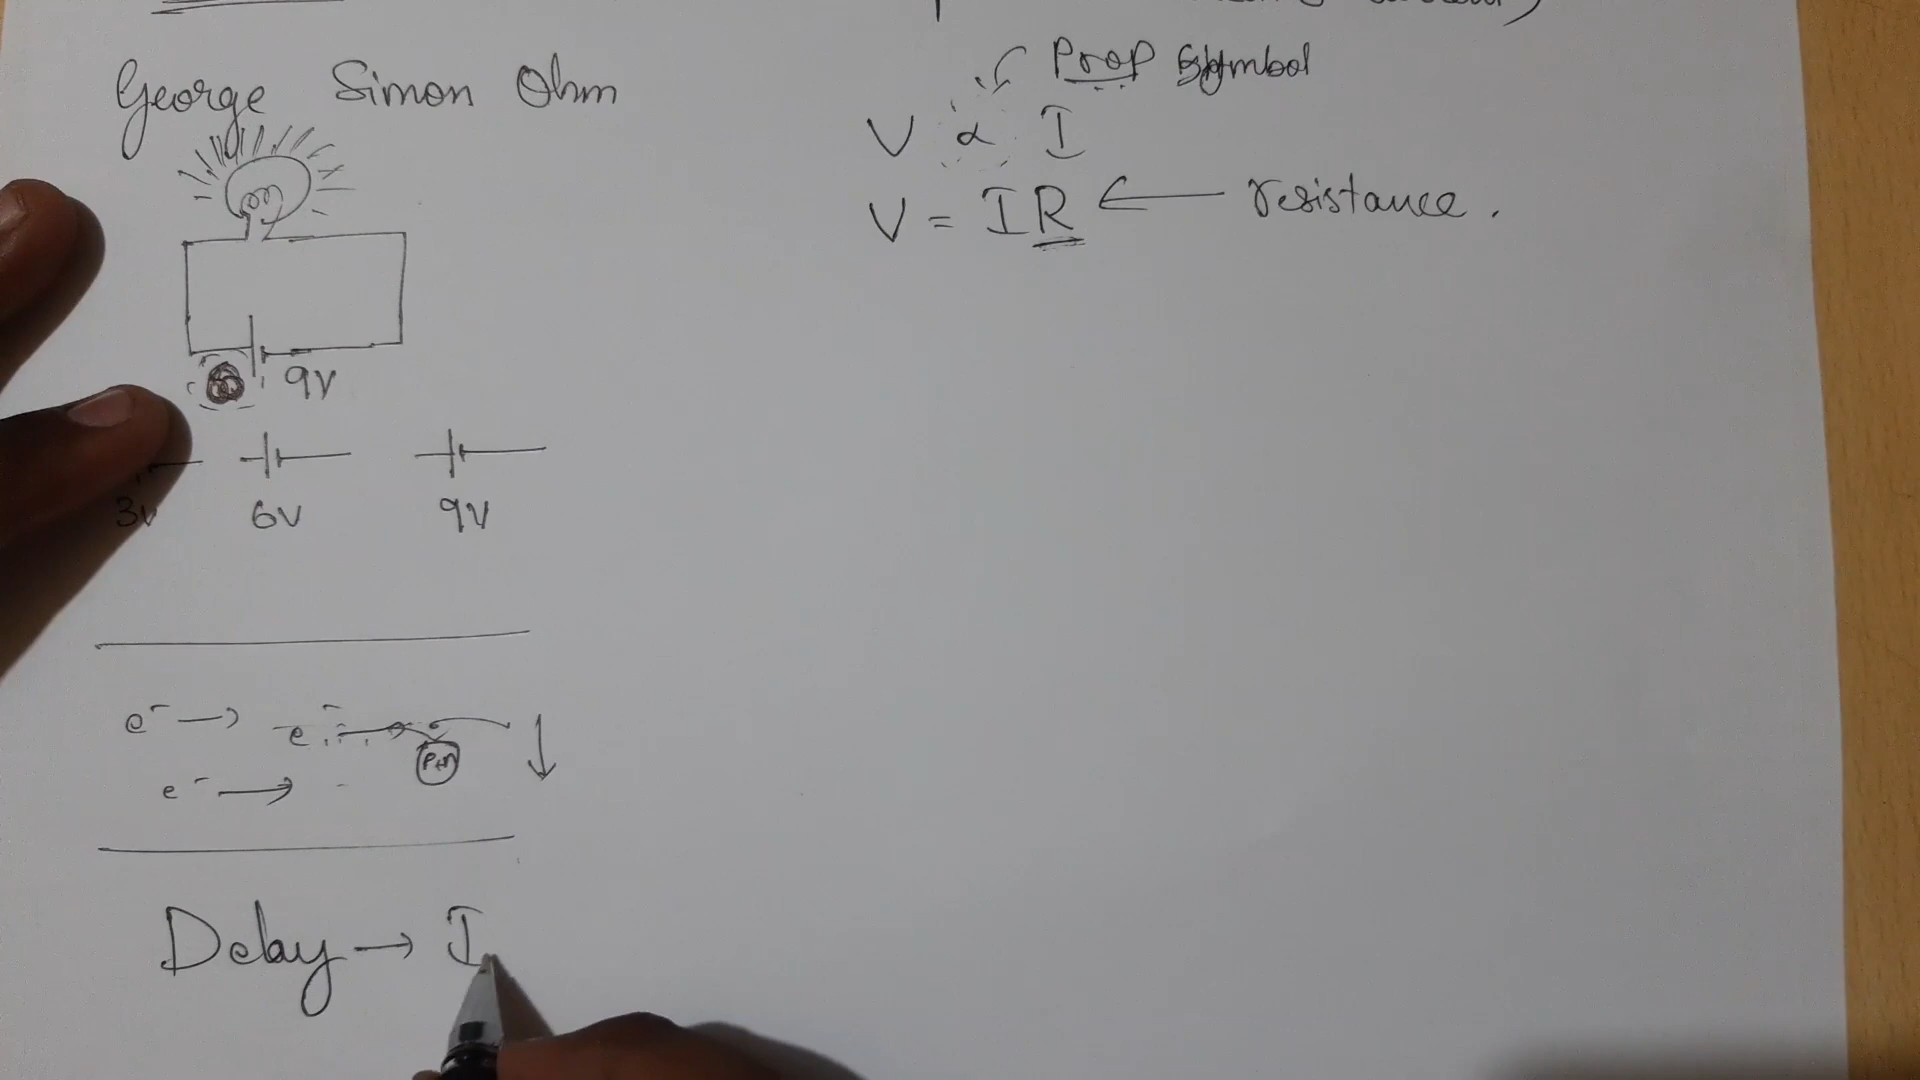 George Simon Ohm
Prop Symbol
V ∝ I
V = IR ← resistance.
9V
3V 6V 9V
e⁻ → e⁻
P+n
e⁻ →
Delay → I